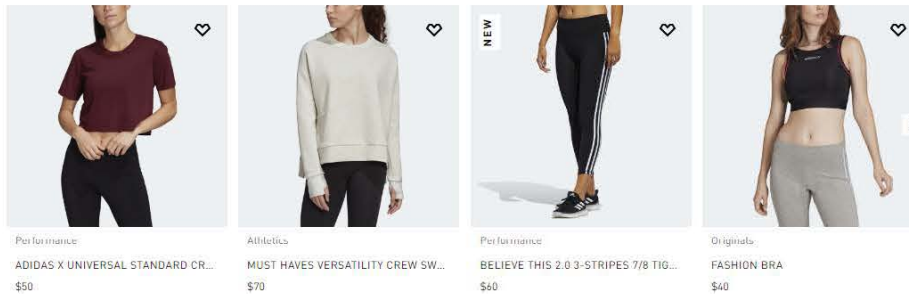 NEW
Performance
ADIDAS X UNIVERSAL STANDARD CR...
$50
Athletics
MUST HAVES VERSATILITY CREW SW...
$70
Performance
BELIEVE THIS 2.0 3-STRIPES 7/8 TIG...
$60
Originals
FASHION BRA
$40